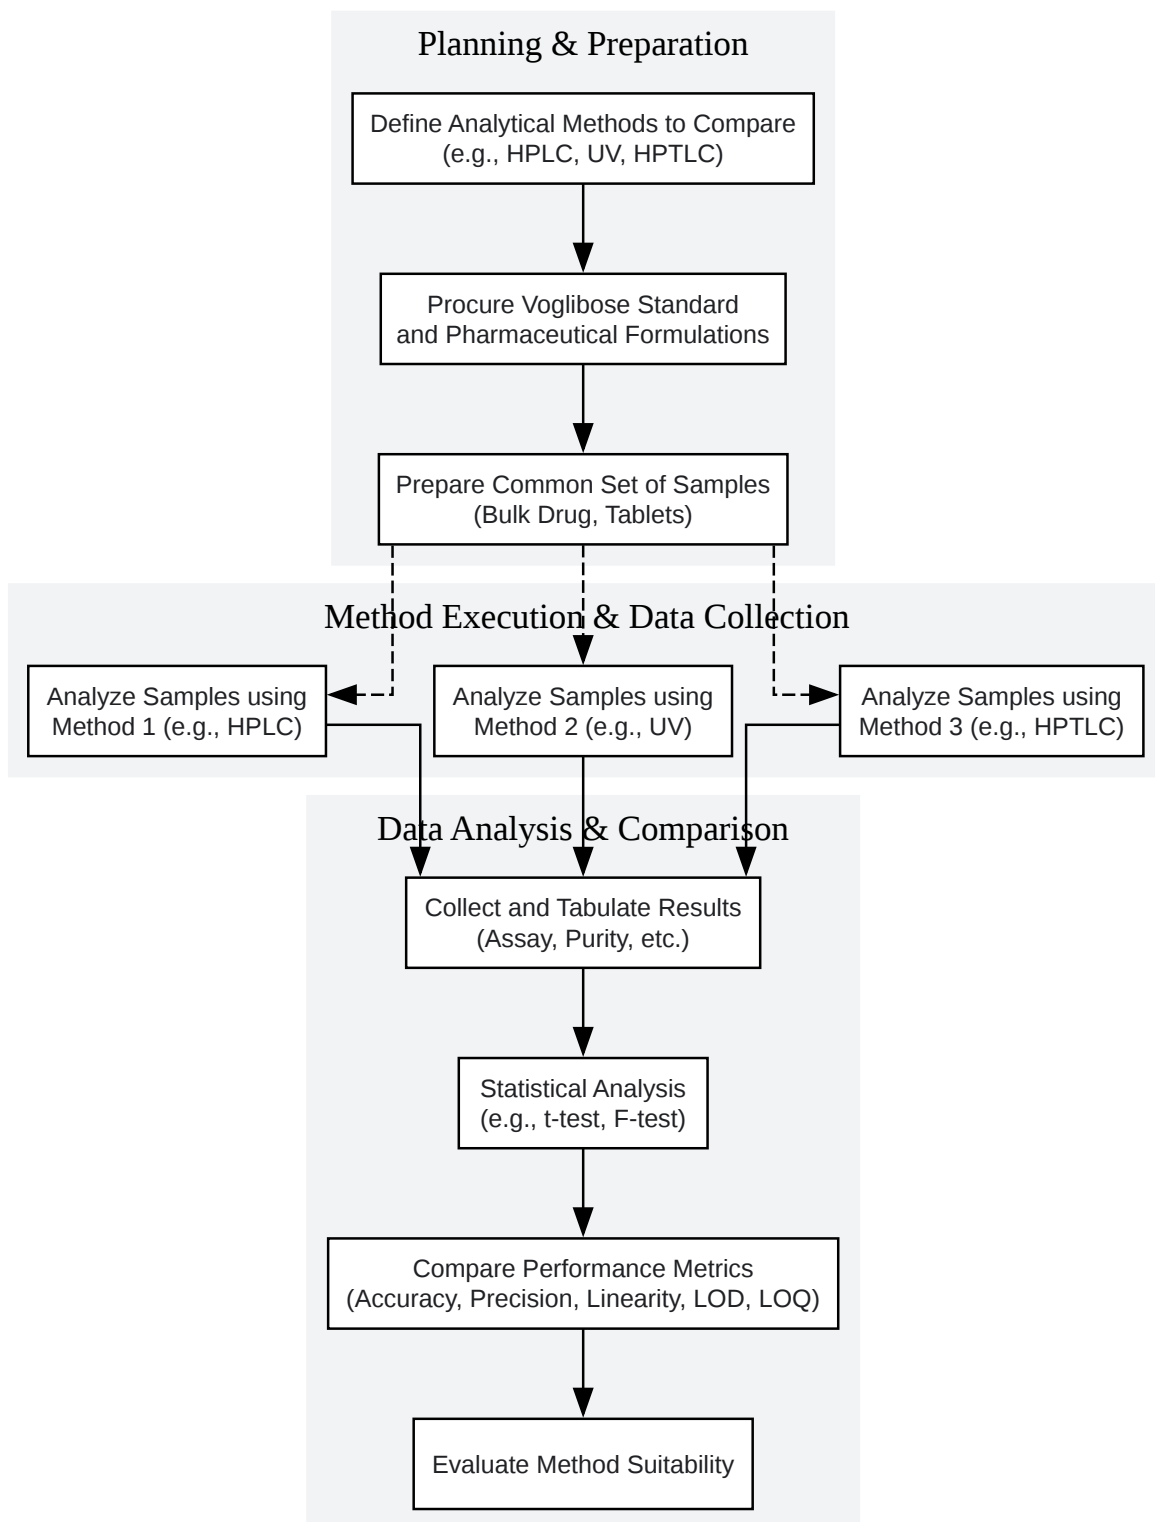 Planning & Preparation
Define Analytical Methods to Compare
(e.g., HPLC, UV, HPTLC)
Procure Voglibose Standard
and Pharmaceutical Formulations
Prepare Common Set of Samples
(Bulk Drug, Tablets)
Method Execution & Data Collection
Analyze Samples using
Method 1 (e.g., HPLC)
Analyze Samples using
Method 2 (e.g., UV)
Analyze Samples using
Method 3 (e.g., HPTLC)
Data Analysis & Comparison
Collect and Tabulate Results
(Assay, Purity, etc.)
Statistical Analysis
(e.g., t-test, F-test)
Compare Performance Metrics
(Accuracy, Precision, Linearity, LOD, LOQ)
Evaluate Method Suitability